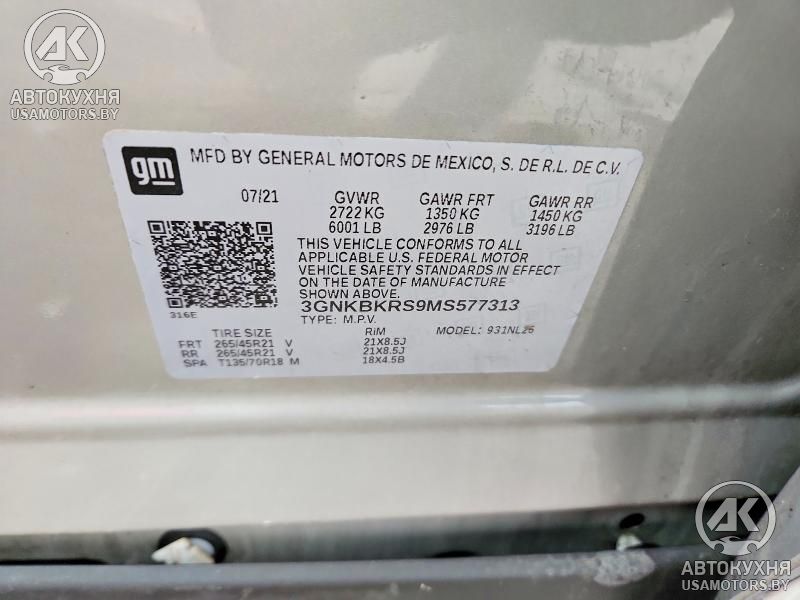 AK
АВТОКУХНЯ
USAMOTORS.BY
gm
MFD BY GENERAL MOTORS DE MEXICO, S. DE R.L. DE C.V.
07/21 GVWR GAWR FRT GAWR RR
2722 KG 1350 KG 1450 KG
6001 LB 2976 LB 3196 LB
THIS VEHICLE CONFORMS TO ALL
APPLICABLE U.S. FEDERAL MOTOR
VEHICLE SAFETY STANDARDS IN EFFECT
ON THE DATE OF MANUFACTURE
SHOWN ABOVE.
316E
3GNKBKRS9MS577313
TYPE: M.P.V. MODEL: 931NL26
TIRE SIZE RIM
FRT 265/45R21 V 21X8.5J
RR 265/45R21 V 21X8.5J
SPA T135/70R18 M 18X4.5B
AK
АВТОКУХНЯ
USAMOTORS.BY